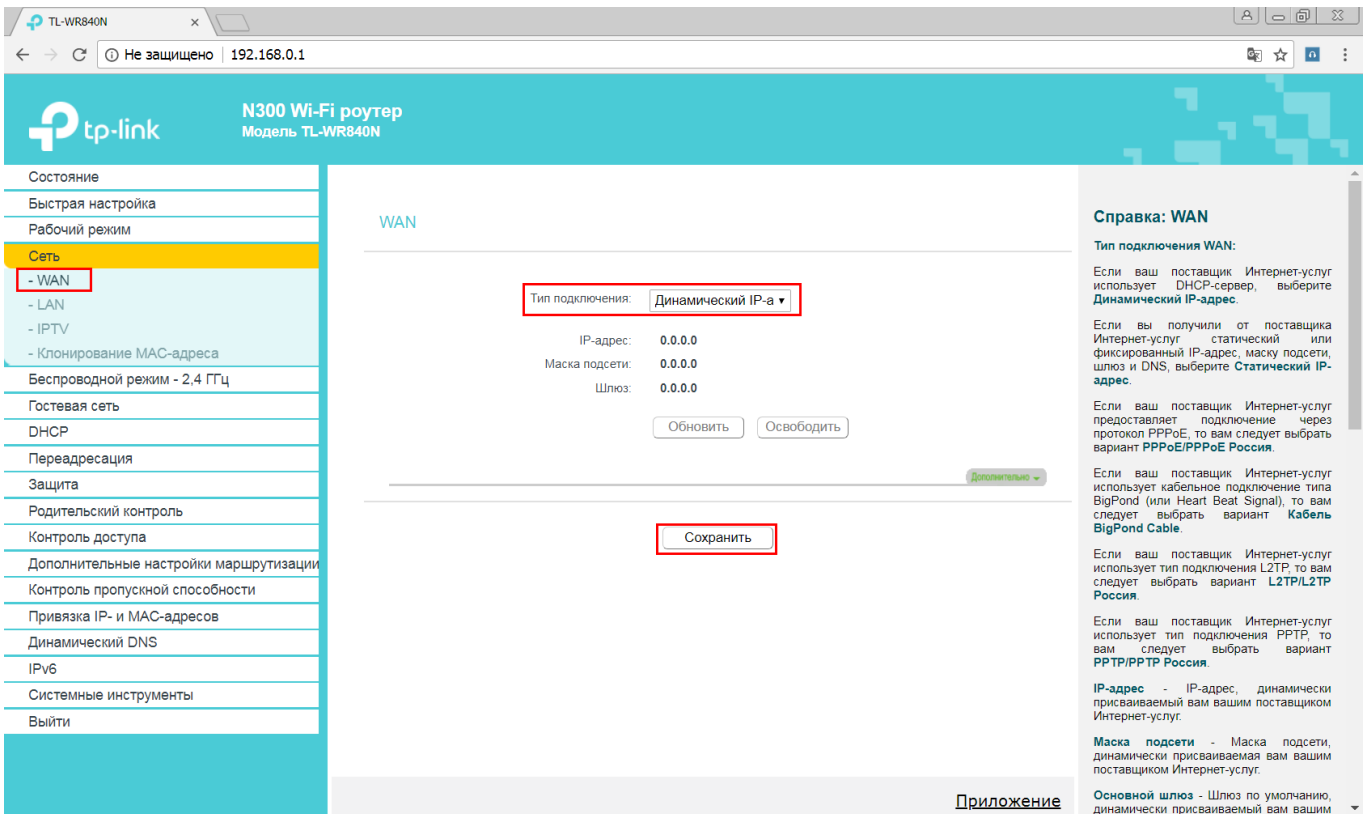 TL-WR840N
Не защищено 192.168.0.1
tp-link
N300 Wi-Fi роутер
Модель TL-WR840N
Состояние
Быстрая настройка
Рабочий режим
Сеть
- WAN
- LAN
- IPTV
- Клонирование MAC-адреса
Беспроводной режим - 2,4 ГГц
Гостевая сеть
DHCP
Переадресация
Защита
Родительский контроль
Контроль доступа
Дополнительные настройки маршрутизации
Контроль пропускной способности
Привязка IP- и MAC-адресов
Динамический DNS
IPv6
Системные инструменты
Выйти
WAN
Тип подключения: Динамический IP-а
IP-адрес: 0.0.0.0
Маска подсети: 0.0.0.0
Шлюз: 0.0.0.0
Обновить Освободить
Дополнительно
Сохранить
Приложение
Справка: WAN
Тип подключения WAN:
Если ваш поставщик Интернет-услуг
использует DHCP-сервер, выберите
Динамический IP-адрес.
Если вы получили от поставщика
Интернет-услуг статический или
фиксированный IP-адрес, маску подсети,
шлюз и DNS, выберите Статический IP-
адрес.
Если ваш поставщик Интернет-услуг
предоставляет подключение через
протокол PPPoE, то вам следует выбрать
вариант PPPoE/PPPoE Россия.
Если ваш поставщик Интернет-услуг
использует кабельное подключение типа
BigPond (или Heart Beat Signal), то вам
следует выбрать вариант Кабель
BigPond Cable.
Если ваш поставщик Интернет-услуг
использует тип подключения L2TP, то вам
следует выбрать вариант L2TP/L2TP
Россия.
Если ваш поставщик Интернет-услуг
использует тип подключения PPTP, то
вам следует выбрать вариант
PPTP/PPTP Россия.
IP-адрес - IP-адрес, динамически
присваиваемый вам вашим поставщиком
Интернет-услуг.
Маска подсети - Маска подсети,
динамически присваиваемая вам вашим
поставщиком Интернет-услуг.
Основной шлюз - Шлюз по умолчанию,
динамически присваиваемый вам вашим